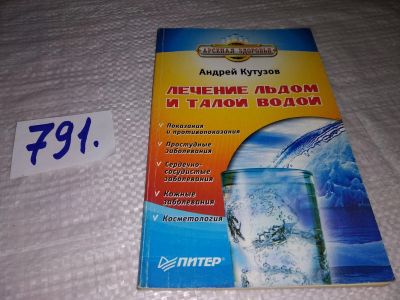 АРСЕНАЛ ЗДОРОВЬЯ
Андрей Кутузов
ЛЕЧЕНИЕ ЛЬДОМ
И ТАЛОЙ ВОДОЙ
Показания
и противопоказания
Простудные
заболевания
Сердечно-
сосудистые
заболевания
Кожные
заболевания
Косметология
ПИТЕР
791.